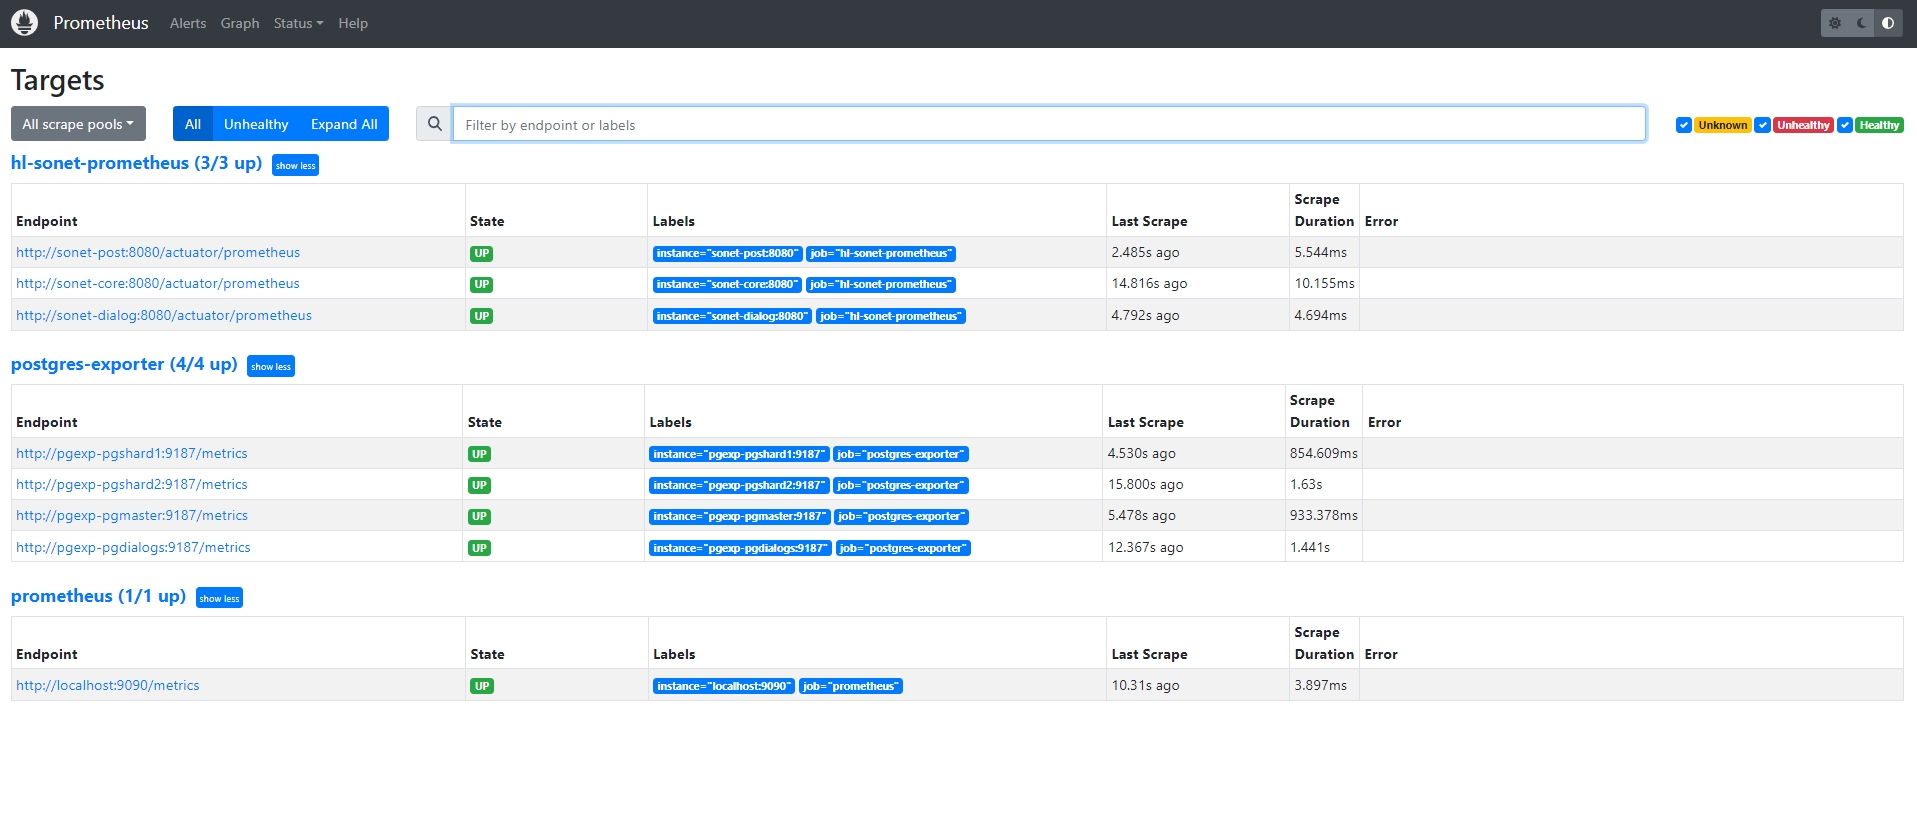 Prometheus Alerts Graph Status Help
Targets
All scrape pools All Unhealthy Expand All Filter by endpoint or labels Unknown Unhealthy Healthy
hl-sonet-prometheus (3/3 up) show less
Endpoint State Labels Last Scrape Scrape Duration Error
http://sonet-post:8080/actuator/prometheus UP instance="sonet-post:8080" job="hl-sonet-prometheus" 2.485s ago 5.544ms
http://sonet-core:8080/actuator/prometheus UP instance="sonet-core:8080" job="hl-sonet-prometheus" 14.816s ago 10.155ms
http://sonet-dialog:8080/actuator/prometheus UP instance="sonet-dialog:8080" job="hl-sonet-prometheus" 4.792s ago 4.694ms
postgres-exporter (4/4 up) show less
Endpoint State Labels Last Scrape Scrape Duration Error
http://pgexp-pgshard1:9187/metrics UP instance="pgexp-pgshard1:9187" job="postgres-exporter" 4.530s ago 854.609ms
http://pgexp-pgshard2:9187/metrics UP instance="pgexp-pgshard2:9187" job="postgres-exporter" 15.800s ago 1.63s
http://pgexp-pgmaster:9187/metrics UP instance="pgexp-pgmaster:9187" job="postgres-exporter" 5.478s ago 933.378ms
http://pgexp-pgdialogs:9187/metrics UP instance="pgexp-pgdialogs:9187" job="postgres-exporter" 12.367s ago 1.441s
prometheus (1/1 up) show less
Endpoint State Labels Last Scrape Scrape Duration Error
http://localhost:9090/metrics UP instance="localhost:9090" job="prometheus" 10.31s ago 3.897ms